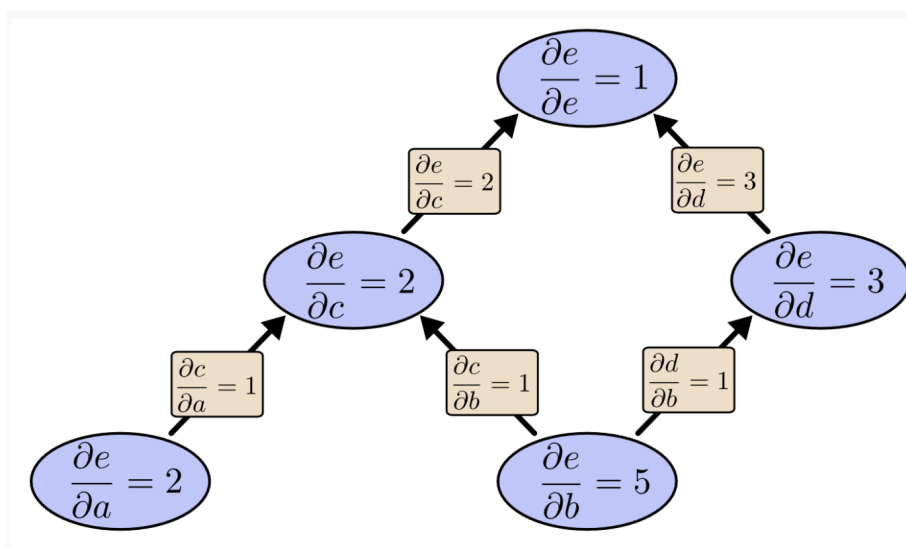 ∂e/∂e = 1
∂e/∂c = 2
∂e/∂d = 3
∂e/∂c = 2
∂e/∂d = 3
∂c/∂a = 1
∂c/∂b = 1
∂d/∂b = 1
∂e/∂a = 2
∂e/∂b = 5